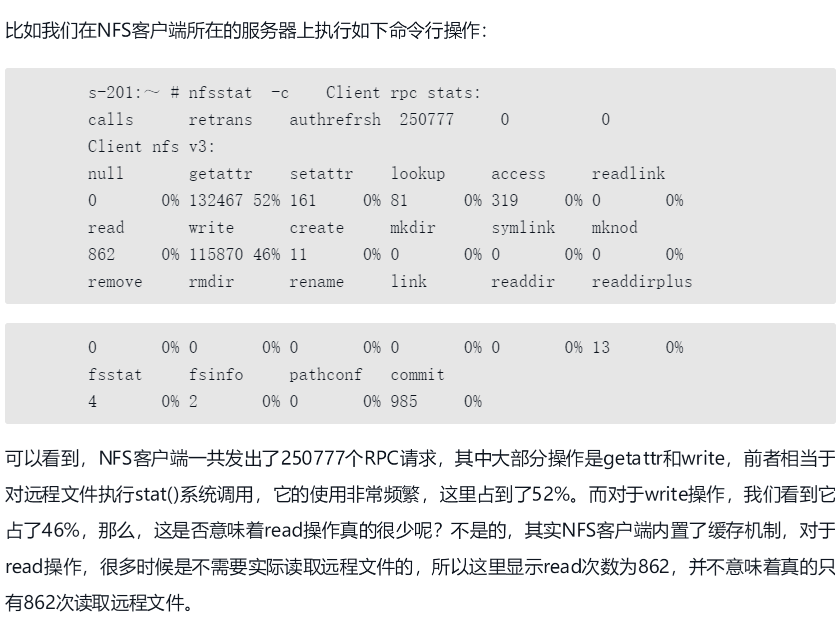 比如我们在NFS客户端所在的服务器上执行如下命令行操作：
s-201:～ # nfsstat  -c    Client rpc stats:
calls      retrans    authrefrsh  250777     0          0
Client nfs v3:
null       getattr    setattr    lookup     access     readlink
0       0% 132467 52% 161     0% 81      0% 319     0% 0       0%
read       write      create     mkdir      symlink    mknod
862     0% 115870 46% 11      0% 0       0% 0       0% 0       0%
remove     rmdir      rename     link       readdir    readdirplus
0       0% 0       0% 0       0% 0       0% 0       0% 13      0%
fsstat     fsinfo     pathconf   commit
4       0% 2       0% 0       0% 985     0%
可以看到，NFS客户端一共发出了250777个RPC请求，其中大部分操作是getattr和write，前者相当于
对远程文件执行stat()系统调用，它的使用非常频繁，这里占到了52%。而对于write操作，我们看到它
占了46%，那么，这是否意味着read操作真的很少呢？不是的，其实NFS客户端内置了缓存机制，对于
read操作，很多时候是不需要实际读取远程文件的，所以这里显示read次数为862，并不意味着真的只
有862次读取远程文件。